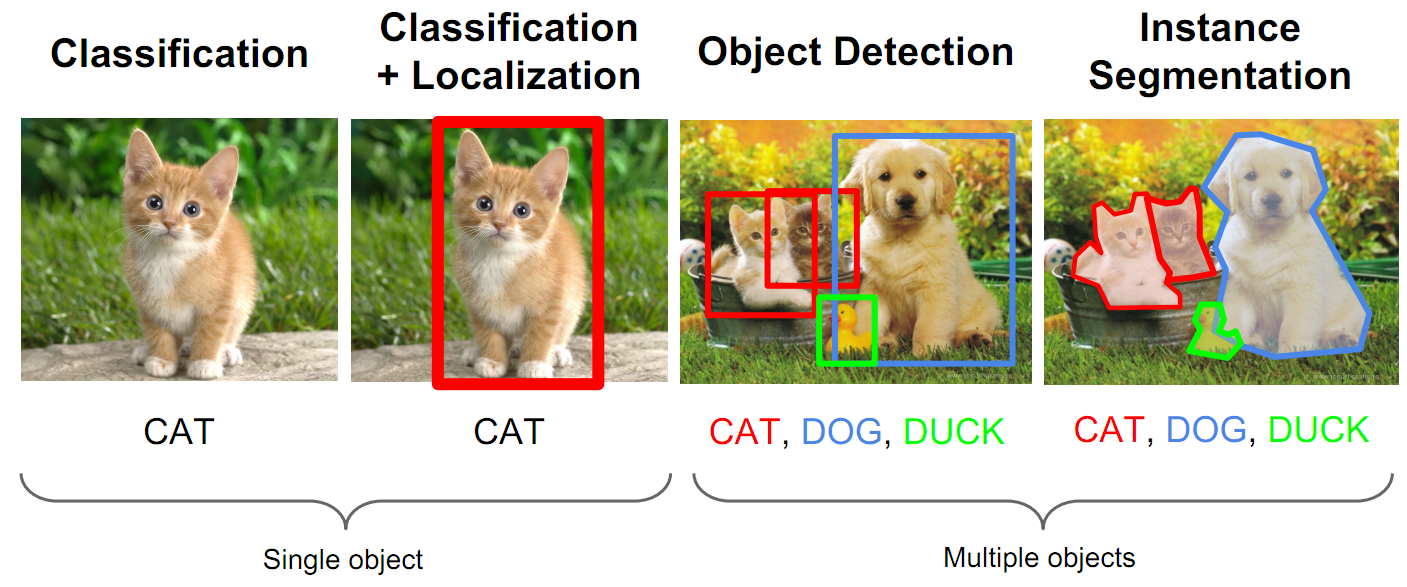 Classification
Classification
+ Localization
Object Detection
Instance
Segmentation
CAT
CAT
CAT, DOG, DUCK
CAT, DOG, DUCK
Single object
Multiple objects